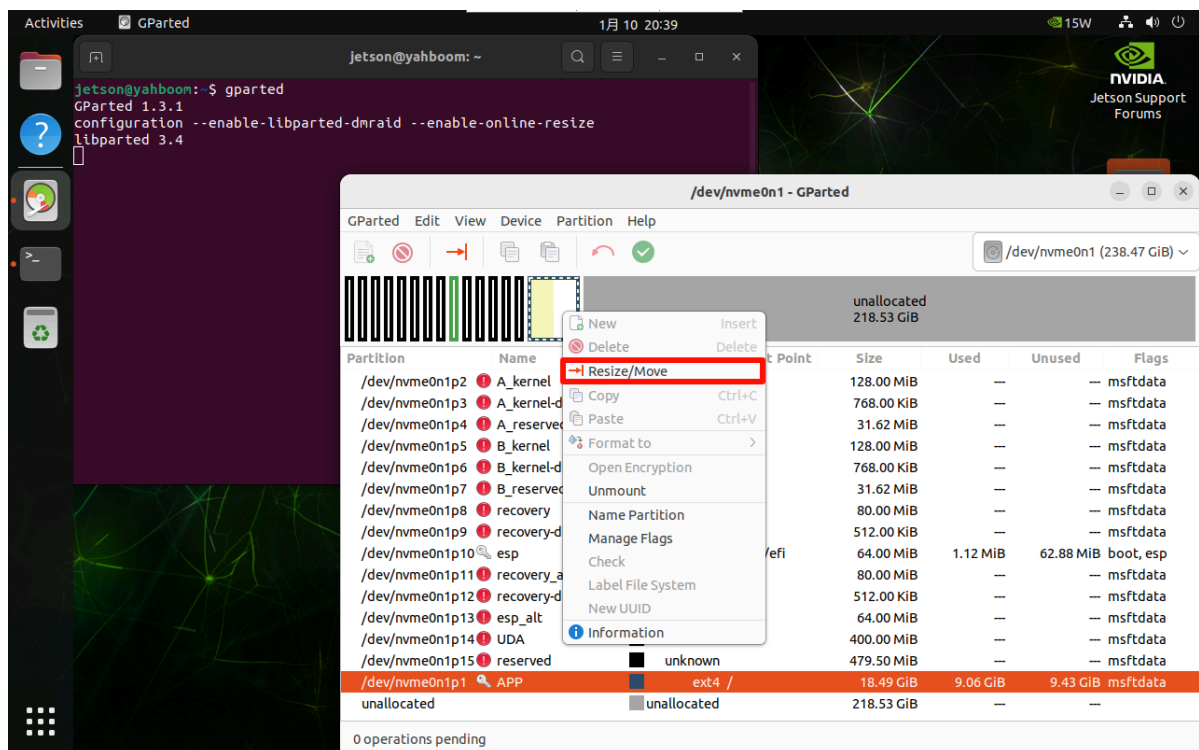 Activities GParted 1月 10 20:39 15W
jetson@yahboom: ~
NVIDIA.
Jetson Support
Forums
jetson@yahboom:~$ gparted
GParted 1.3.1
configuration --enable-libparted-dmraid --enable-online-resize
libparted 3.4
/dev/nvme0n1 - GParted
GParted Edit View Device Partition Help
/dev/nvme0n1 (238.47 GiB)
unallocated
218.53 GiB
New Insert
Delete Delete
Resize/Move
Copy Ctrl+C
Paste Ctrl+V
Format to
Open Encryption
Unmount
Name Partition
Manage Flags
Check
Label File System
New UUID
Information
Partition Name Point Size Used Unused Flags
/dev/nvme0n1p2 A_kernel 128.00 MiB --- --- msftdata
/dev/nvme0n1p3 A_kernel-d 768.00 KiB --- --- msftdata
/dev/nvme0n1p4 A_reserved 31.62 MiB --- --- msftdata
/dev/nvme0n1p5 B_kernel 128.00 MiB --- --- msftdata
/dev/nvme0n1p6 B_kernel-d 768.00 KiB --- --- msftdata
/dev/nvme0n1p7 B_reserved 31.62 MiB --- --- msftdata
/dev/nvme0n1p8 recovery 80.00 MiB --- --- msftdata
/dev/nvme0n1p9 recovery-d 512.00 KiB --- --- msftdata
/dev/nvme0n1p10 esp /efi 64.00 MiB 1.12 MiB 62.88 MiB boot, esp
/dev/nvme0n1p11 recovery_a 80.00 MiB --- --- msftdata
/dev/nvme0n1p12 recovery-d 512.00 KiB --- --- msftdata
/dev/nvme0n1p13 esp_alt 64.00 MiB --- --- msftdata
/dev/nvme0n1p14 UDA 400.00 MiB --- --- msftdata
/dev/nvme0n1p15 reserved unknown 479.50 MiB --- --- msftdata
/dev/nvme0n1p1 APP ext4 / 18.49 GiB 9.06 GiB 9.43 GiB msftdata
unallocated unallocated 218.53 GiB --- ---
0 operations pending